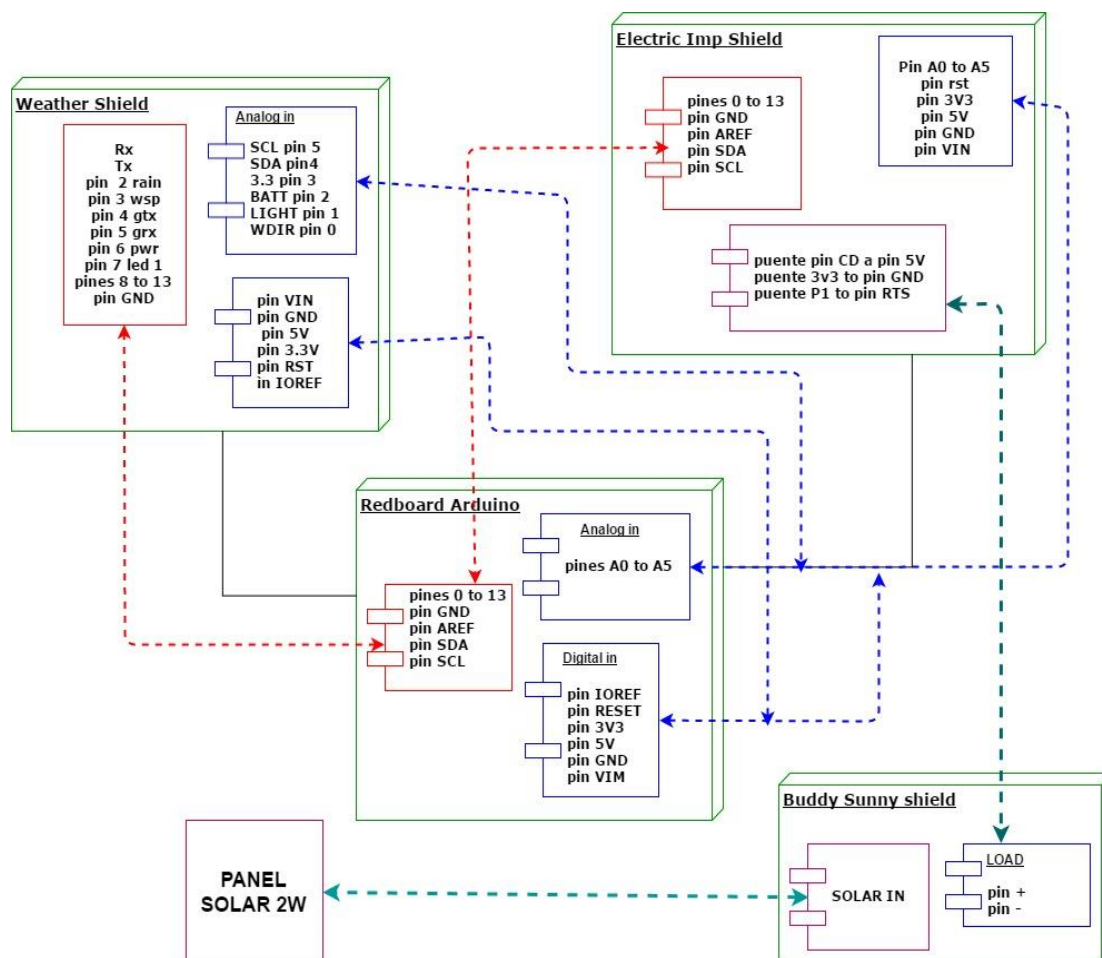 Weather Shield
Rx
Tx
pin 2 rain
pin 3 wsp
pin 4 gtx
pin 5 grx
pin 6 pwr
pin 7 led 1
pines 8 to 13
pin GND
Analog in
SCL pin 5
SDA pin4
3.3 pin 3
BATT pin 2
LIGHT pin 1
WDIR pin 0
pin VIN
pin GND
pin 5V
pin 3.3V
pin RST
in IOREF
Electric Imp Shield
pines 0 to 13
pin GND
pin AREF
pin SDA
pin SCL
Pin A0 to A5
pin rst
pin 3V3
pin 5V
pin GND
pin VIN
puente pin CD a pin 5V
puente 3v3 to pin GND
puente P1 to pin RTS
Redboard Arduino
pines 0 to 13
pin GND
pin AREF
pin SDA
pin SCL
Analog in
pines A0 to A5
Digital in
pin IOREF
pin RESET
pin 3V3
pin 5V
pin GND
pin VIM
PANEL
SOLAR 2W
Buddy Sunny shield
SOLAR IN
LOAD
pin +
pin -